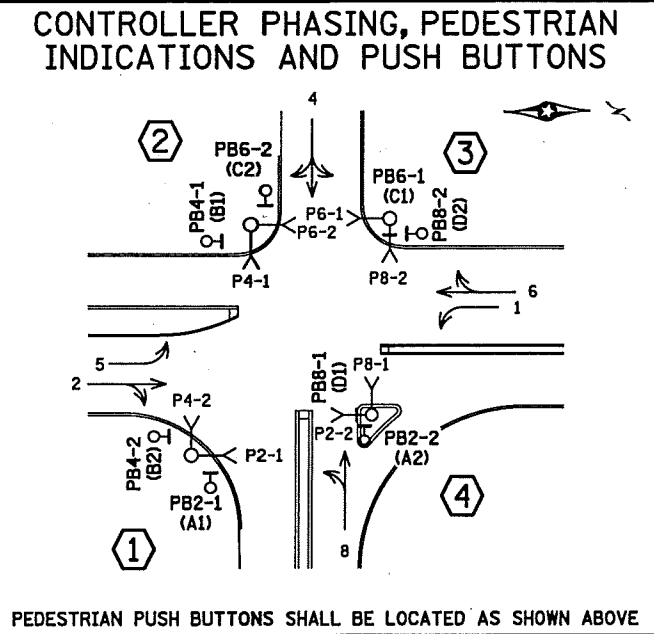 CONTROLLER PHASING, PEDESTRIAN
INDICATIONS AND PUSH BUTTONS
4
2
3
PB6-2
(C2)
PB6-1
(C1)
PB4-1
(B1)
PB8-2
(D2)
P6-1
P6-2
P4-1
P8-2
6
1
5
2
PB8-1
(D1)
P8-1
P4-2
P2-2
PB2-2
(A2)
PB4-2
(B2)
P2-1
PB2-1
(A1)
4
1
8
PEDESTRIAN PUSH BUTTONS SHALL BE LOCATED AS SHOWN ABOVE